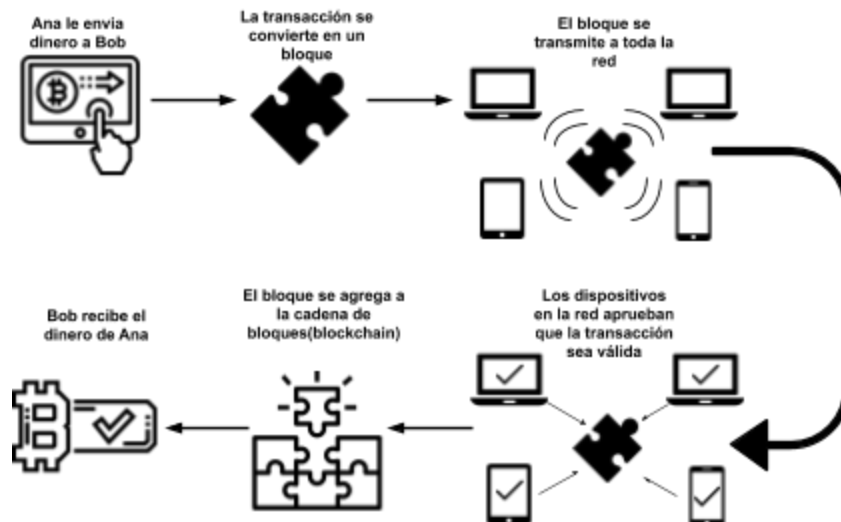 Ana le envia
dinero a Bob
La transacción se
convierte en un
bloque
El bloque se
transmite a toda la
red
Los dispositivos
en la red aprueban
que la transacción
sea válida
El bloque se agrega a
la cadena de
bloques(blockchain)
Bob recibe el
dinero de Ana